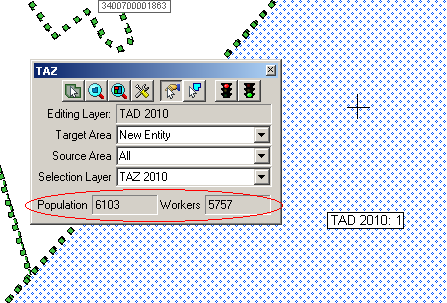 3400700001863
TAZ
Editing Layer: TAD 2010
Target Area New Entity
Source Area All
Selection Layer TAZ 2010
Population 6103 Workers 5757
TAD 2010: 1